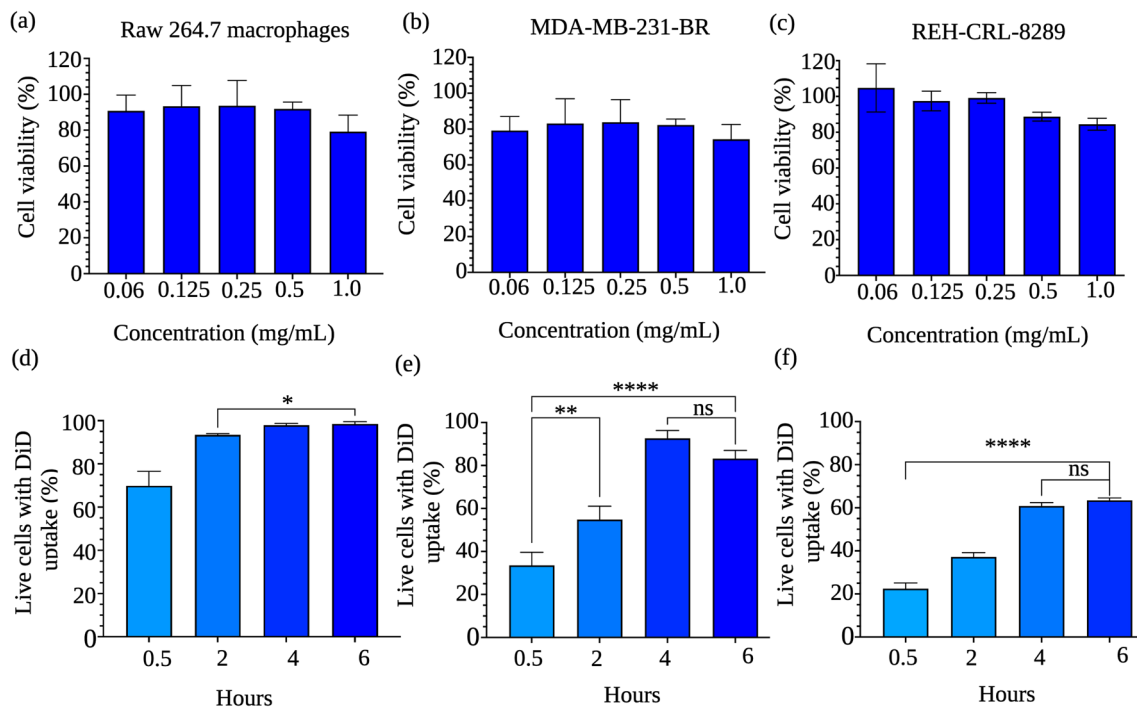 (a)
Raw 264.7 macrophages
Cell viability (%)
120
100
80
60
40
20
0
0.06 0.125 0.25 0.5 1.0
Concentration (mg/mL)
(b)
MDA-MB-231-BR
Cell viability (%)
120
100
80
60
40
20
0
0.06 0.125 0.25 0.5 1.0
Concentration (mg/mL)
(c)
REH-CRL-8289
Cell viability (%)
120
100
80
60
40
20
0
0.06 0.125 0.25 0.5 1.0
Concentration (mg/mL)
(d)
Live cells with DiD
uptake (%)
100
80
60
40
20
0
*
0.5 2 4 6
Hours
(e)
Live cells with DiD
uptake (%)
100
80
60
40
20
0
****
**
ns
0.5 2 4 6
Hours
(f)
Live cells with DiD
uptake (%)
100
80
60
40
20
0
****
ns
0.5 2 4 6
Hours